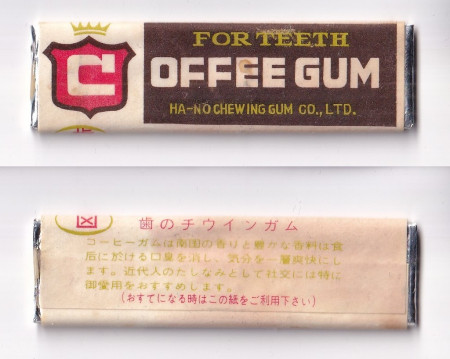 FOR TEETH
COFFEE GUM
HA-NO CHEWING GUM CO., LTD.
歯のチウインガム
コーヒーガムは南国の香りと豊かな香料は食
后に於ける口臭を消し、気分を一層爽快にし
ます。近代人のたしなみとして社交には特に
御愛用をおすすめします。
(おすてになる時はこの紙をご利用下さい)